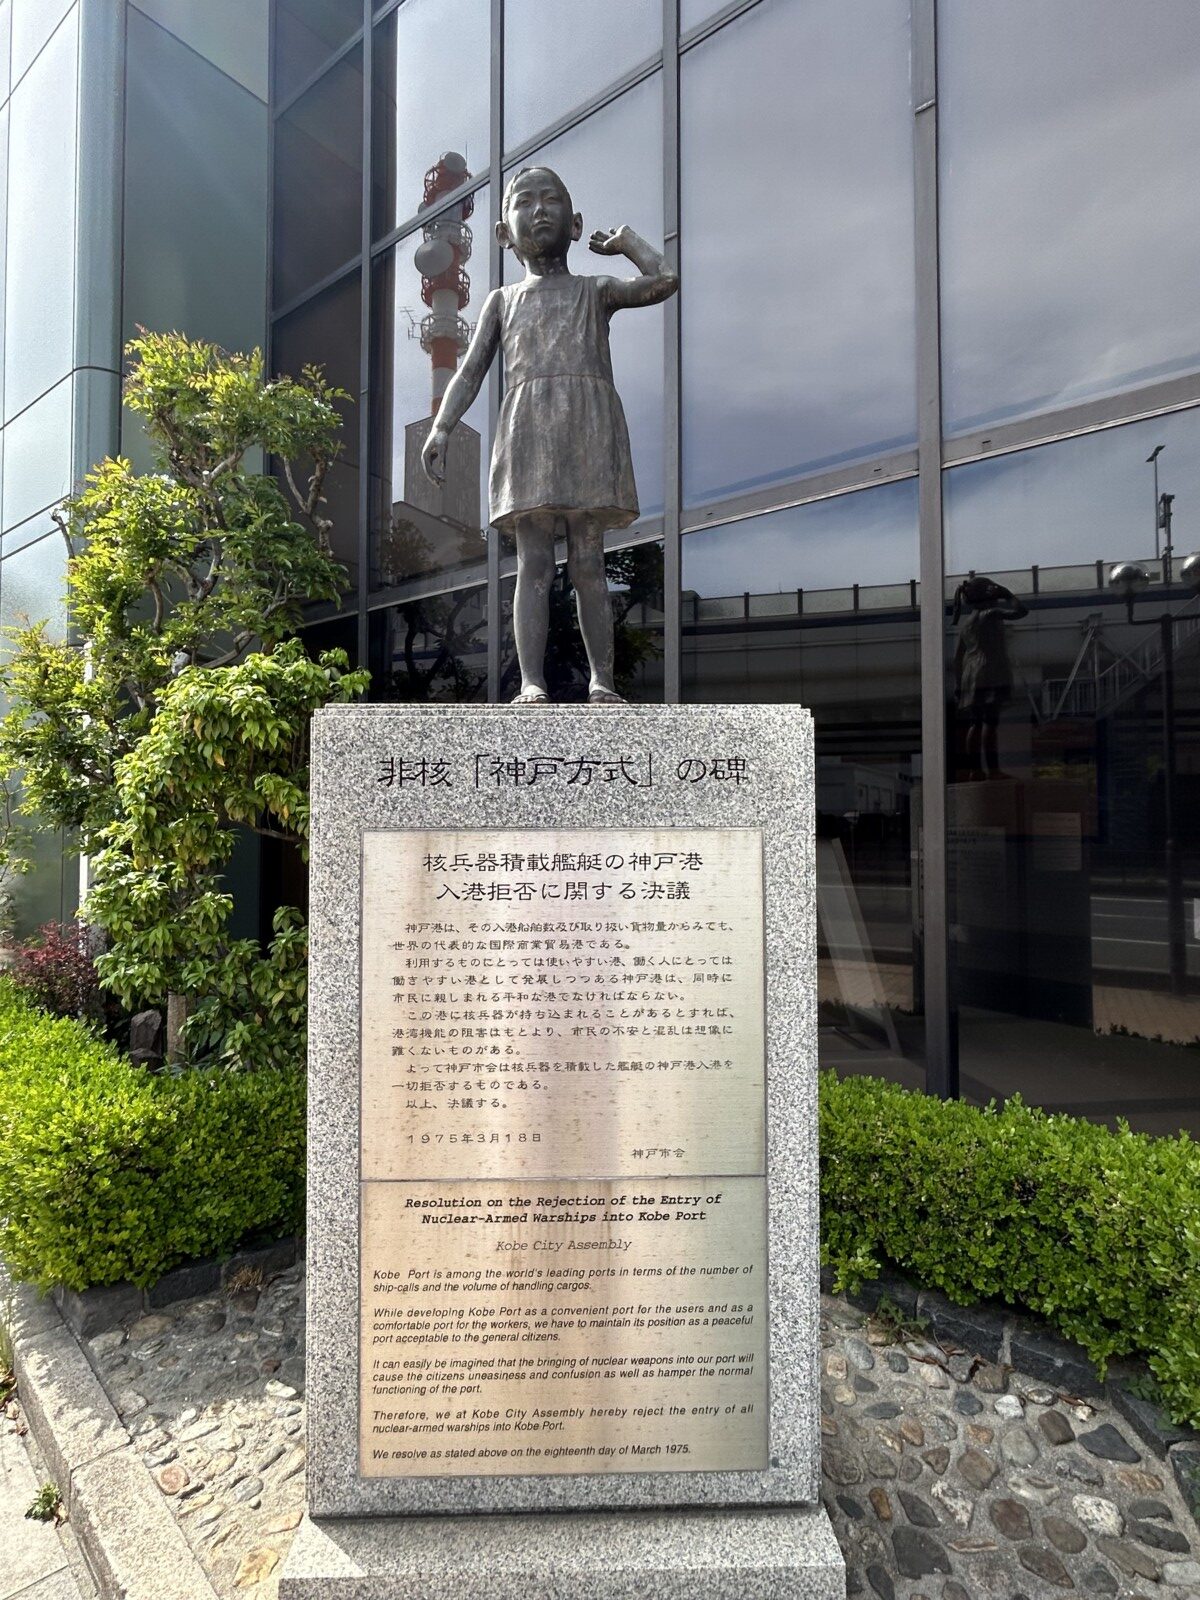 非核「神戸方式」の碑
核兵器積載艦艇の神戸港
入港拒否に関する決議
神戸港は、その入港船舶数及び取り扱い貨物量からみても、
世界の代表的な国際商業貿易港である。
利用するものにとっては使いやすい港、働く人にとっては
働きやすい港として発展しつつある神戸港は、同時に
市民に親しまれる平和な港でなければならない。
この港に核兵器が持ち込まれることがあるとすれば、
港湾機能の阻害はもとより、市民の不安と混乱は想像に
難くないものがある。
よって神戸市会は核兵器を積載した艦艇の神戸港入港を
一切拒否するものである。
以上、決議する。
1975年3月18日
神戸市会
Resolution on the Rejection of the Entry of
Nuclear-Armed Warships into Kobe Port
Kobe City Assembly
Kobe Port is among the world's leading ports in terms of the number of
ship-calls and the volume of handling cargos.
While developing Kobe Port as a convenient port for the users and as a
comfortable port for the workers, we have to maintain its position as a peaceful
port acceptable to the general citizens.
It can easily be imagined that the bringing of nuclear weapons into our port will
cause the citizens uneasiness and confusion as well as hamper the normal
functioning of the port.
Therefore, we at Kobe City Assembly hereby reject the entry of all
nuclear-armed warships into Kobe Port.
We resolve as stated above on the eighteenth day of March 1975.